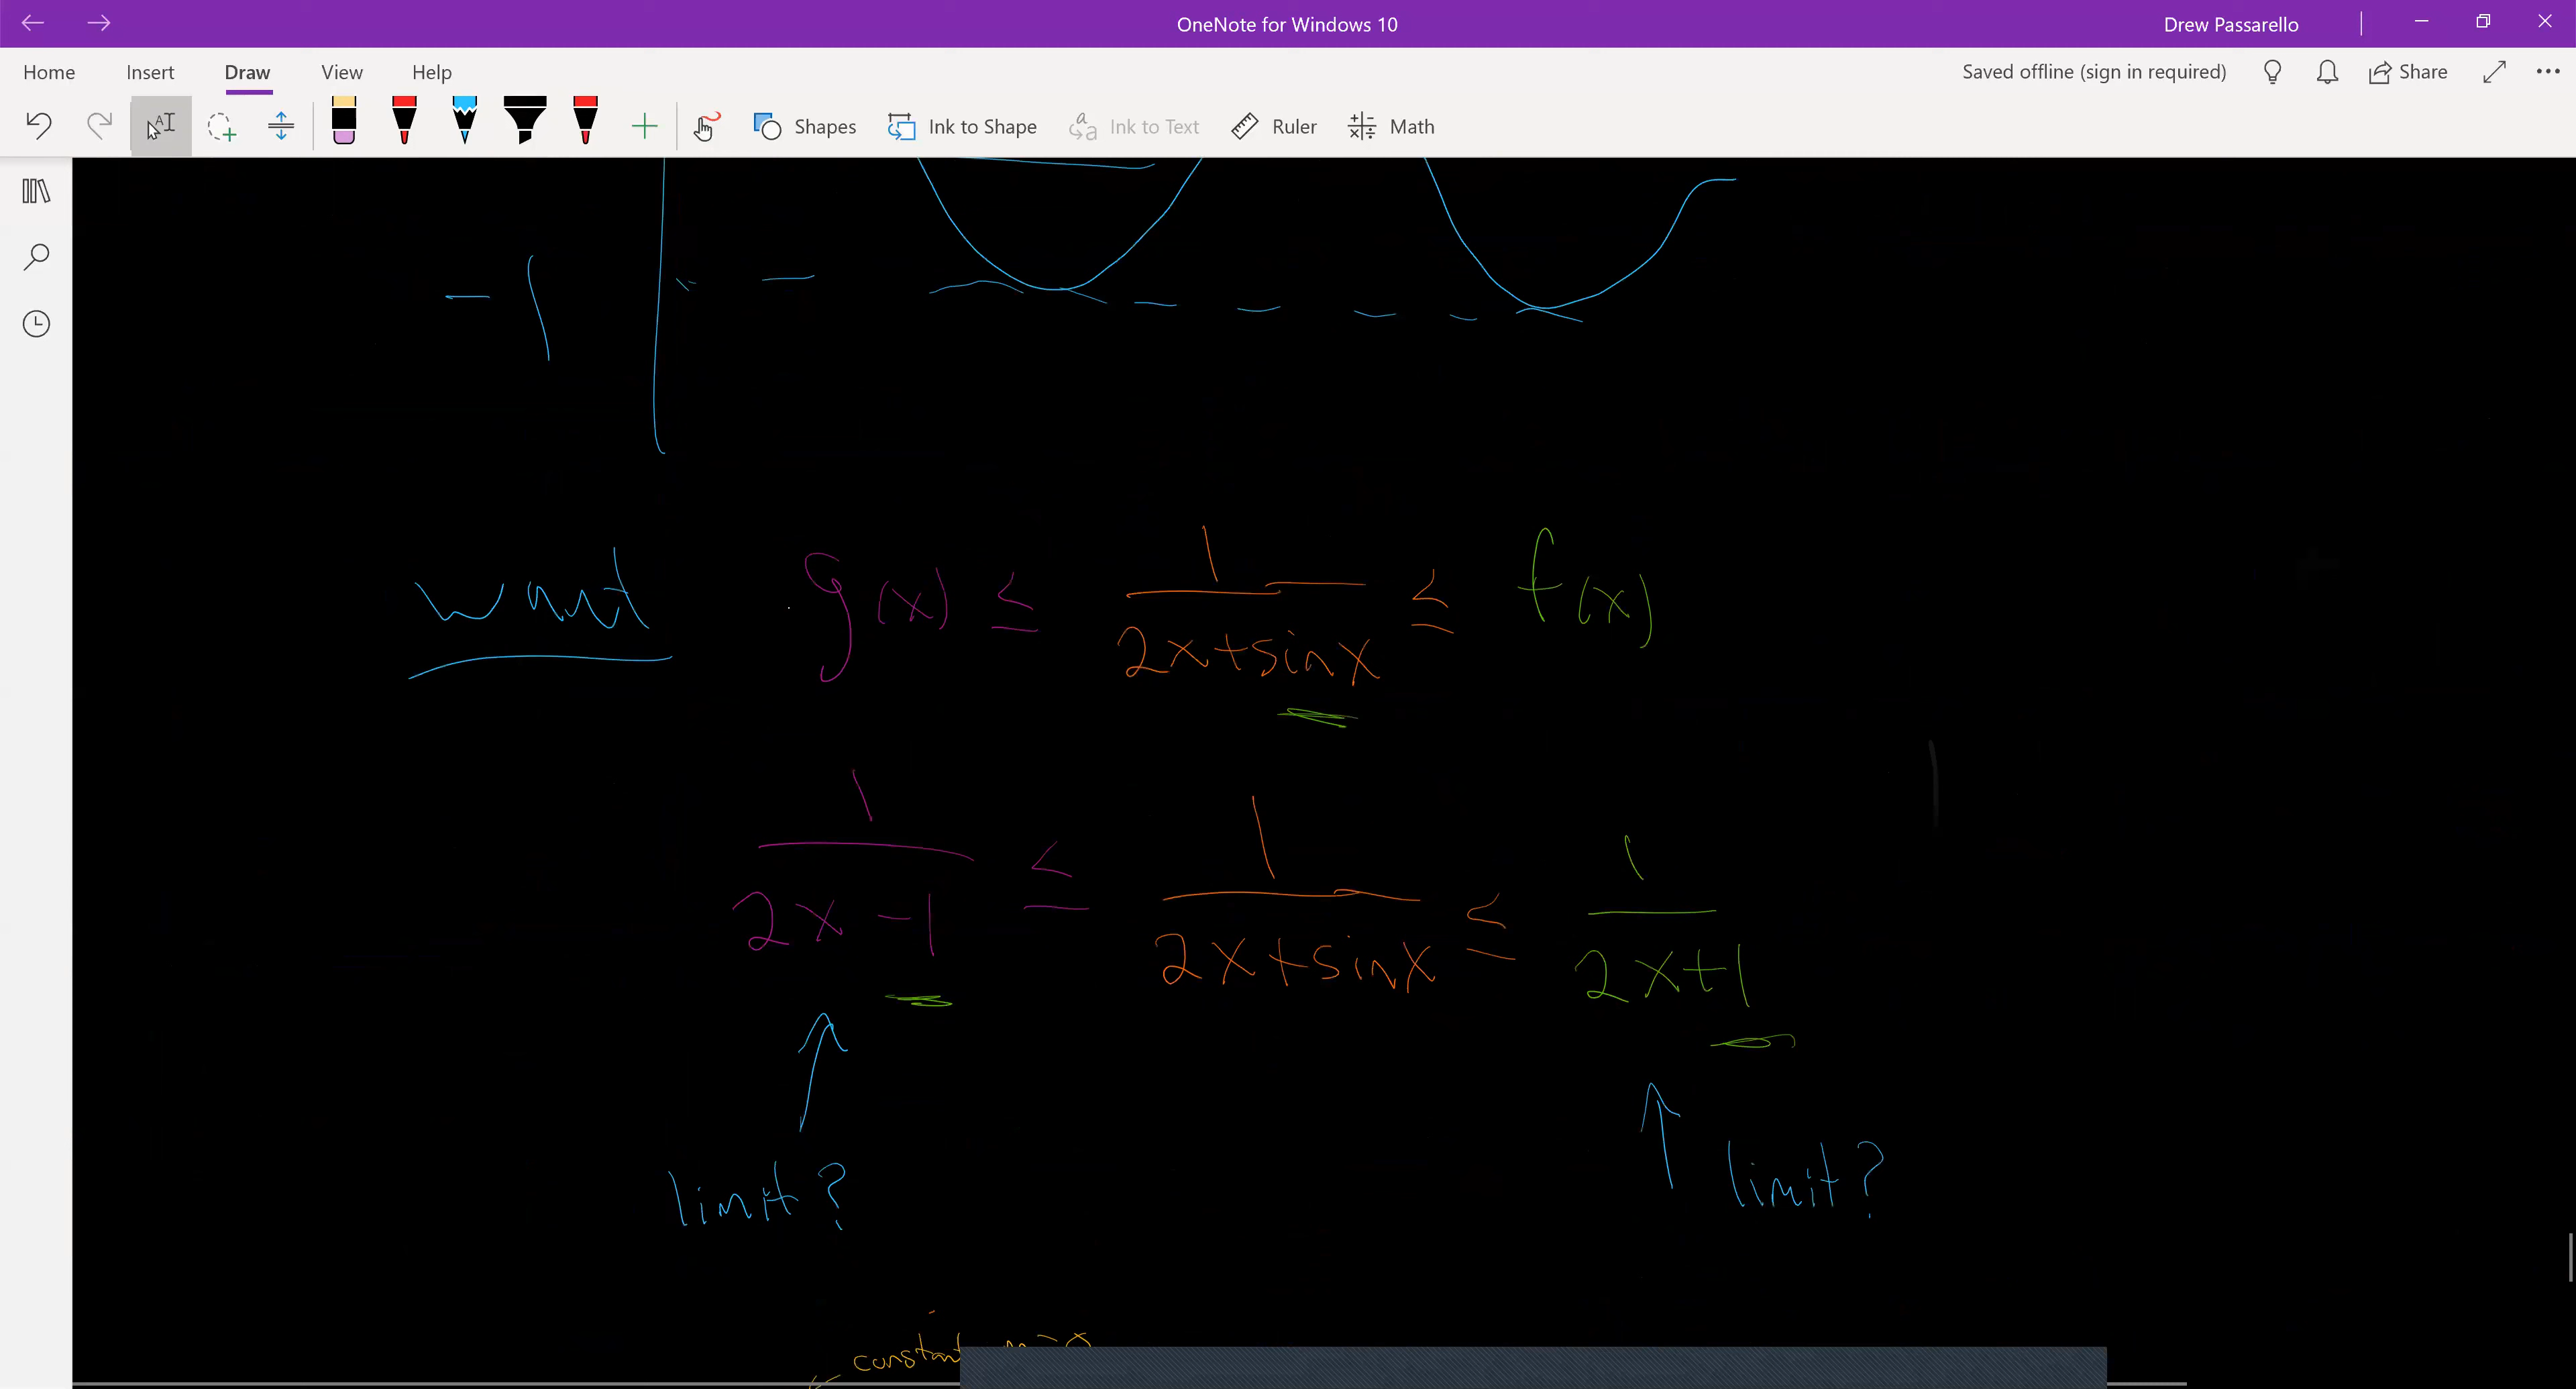 OneNote for Windows 10 Drew Passarello
Home Insert Draw View Help Saved offline (sign in required) Share
Shapes Ink to Shape Ink to Text Ruler Math
-1
want g(x) ≤ 1/(2x+sinx) ≤ f(x)
1/(2x-1) ≤ 1/(2x+sinx) ≤ 1/(2x+1)
limit? limit?
constant